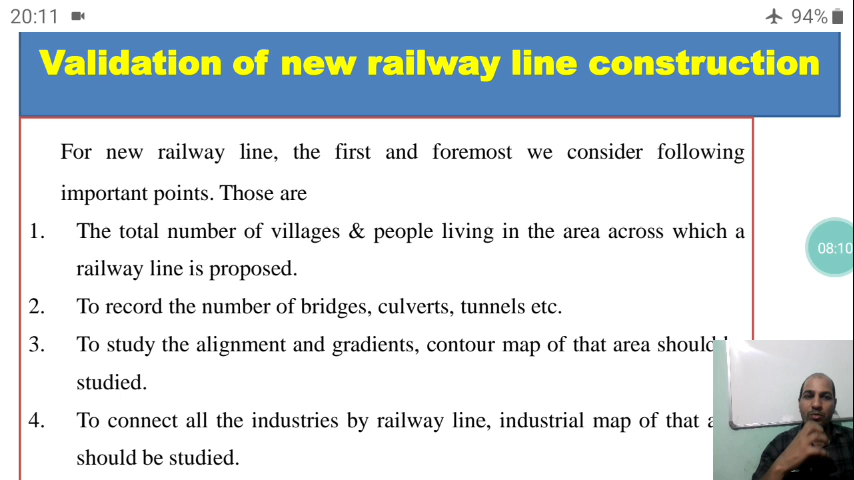 20:11
94%
Validation of new railway line construction
For new railway line, the first and foremost we consider following
important points. Those are
1. The total number of villages & people living in the area across which a
railway line is proposed.
08:10
2. To record the number of bridges, culverts, tunnels etc.
3. To study the alignment and gradients, contour map of that area should
studied.
4. To connect all the industries by railway line, industrial map of that
should be studied.